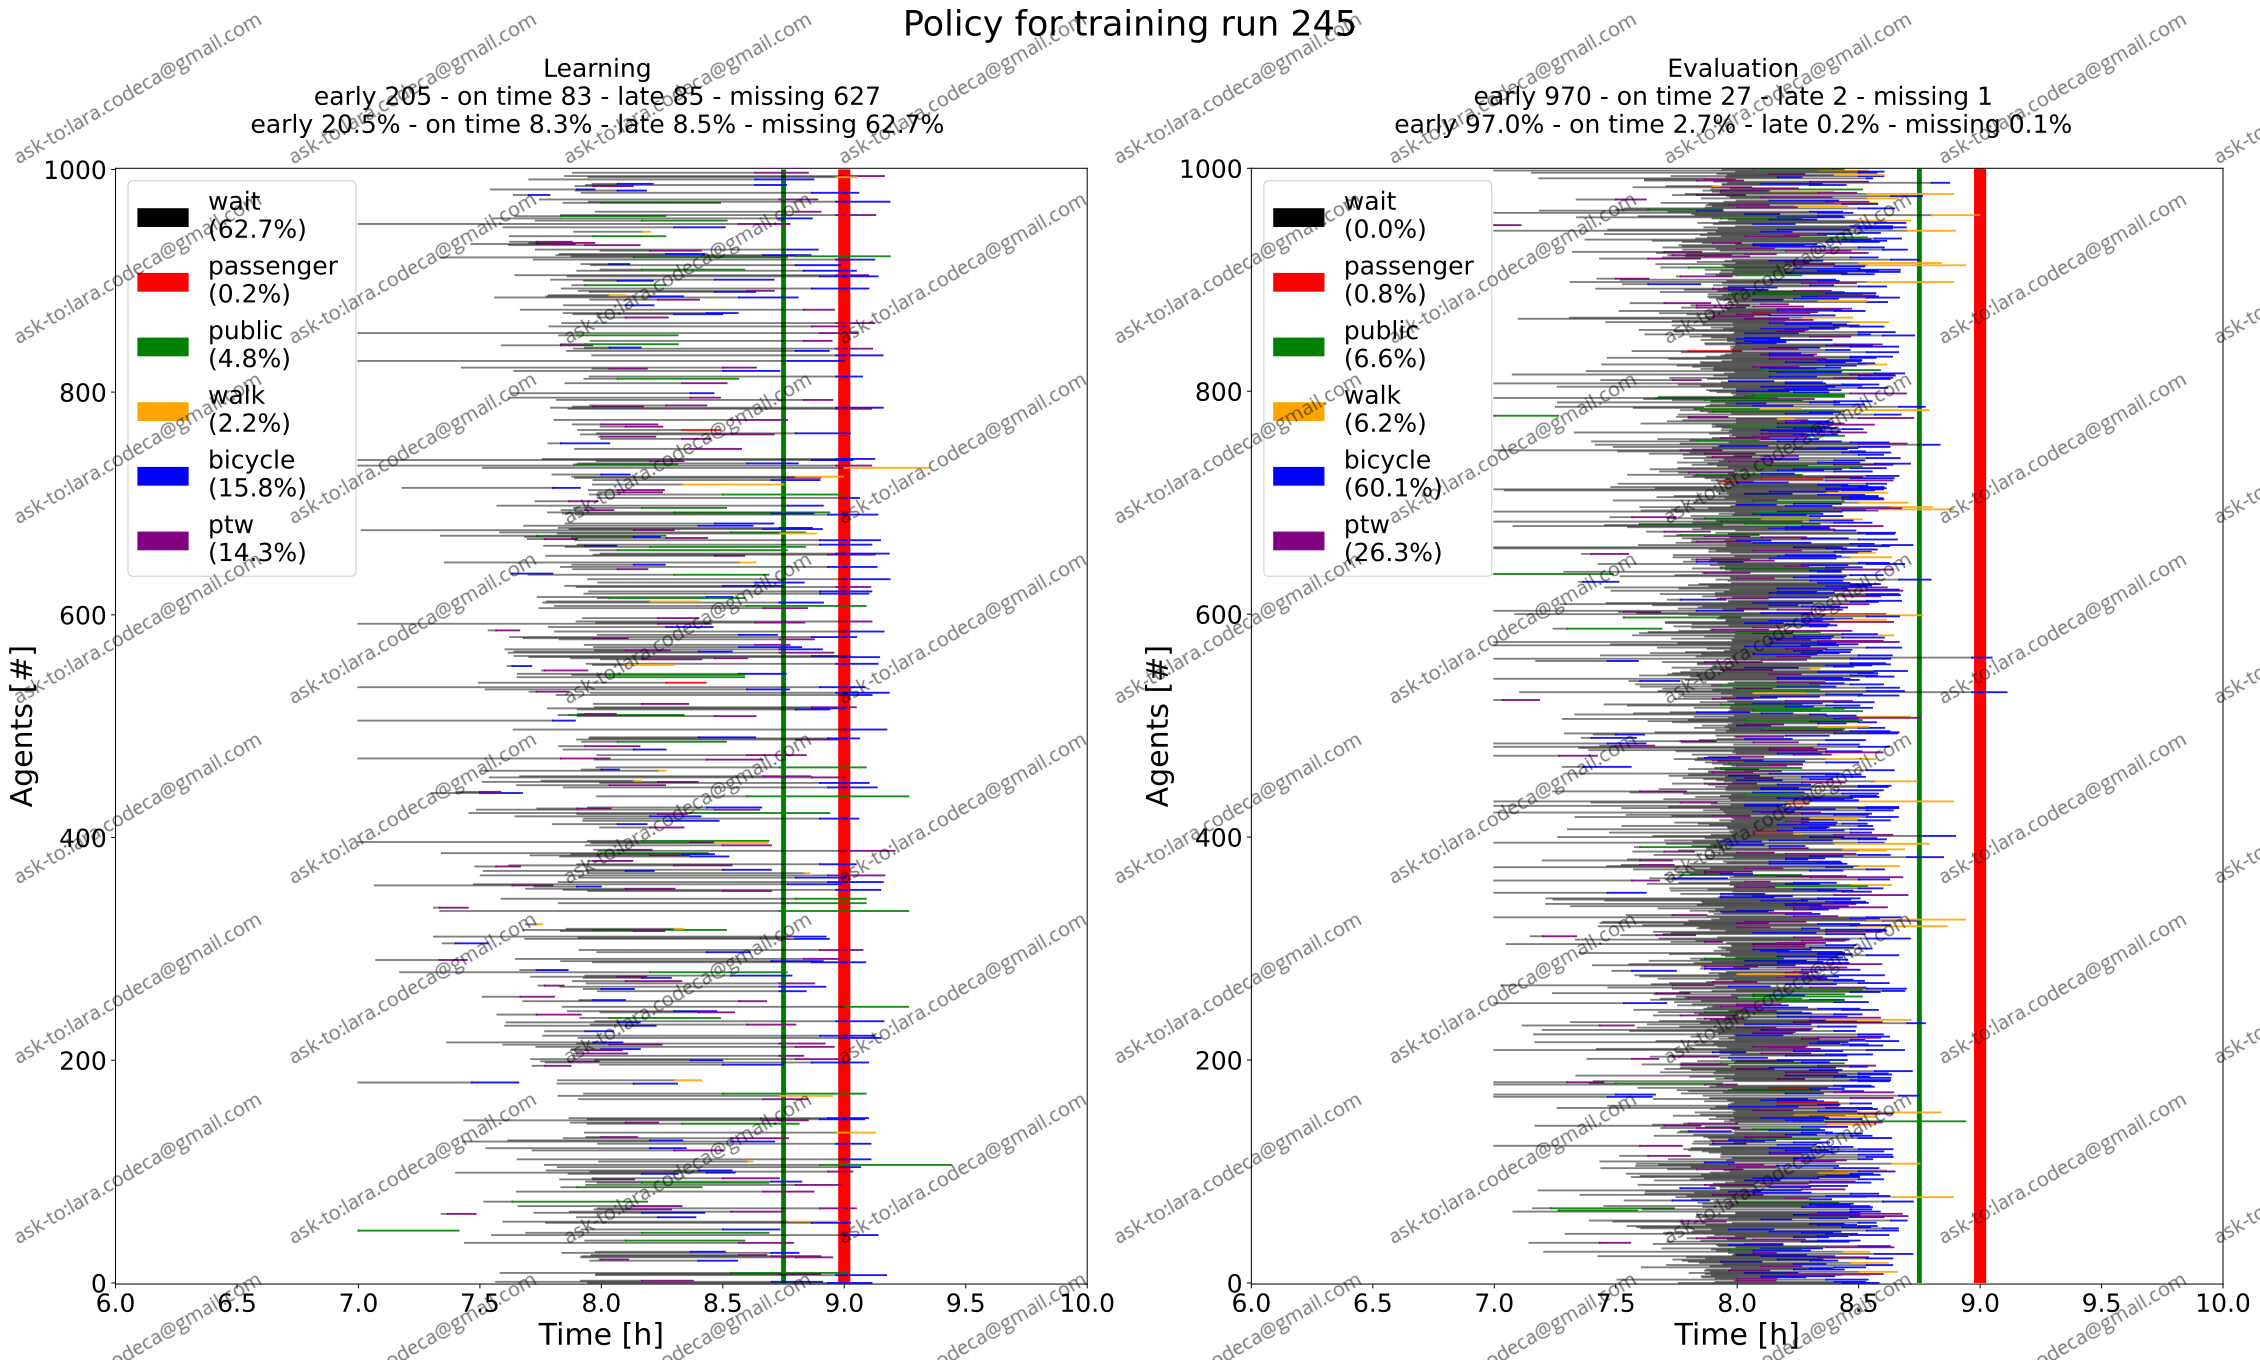 Policy for training run 245
Learning
early 205 - on time 83 - late 85 - missing 627
early 20.5% - on time 8.3% - late 8.5% - missing 62.7%
Agents [#]
1000
800
600
400
200
0
wait
(62.7%)
passenger
(0.2%)
public
(4.8%)
walk
(2.2%)
bicycle
(15.8%)
ptw
(14.3%)
6.0 6.5 7.0 7.5 8.0 8.5 9.0 9.5 10.0
Time [h]
Evaluation
early 970 - on time 27 - late 2 - missing 1
early 97.0% - on time 2.7% - late 0.2% - missing 0.1%
Agents [#]
1000
800
600
400
200
0
wait
(0.0%)
passenger
(0.8%)
public
(6.6%)
walk
(6.2%)
bicycle
(60.1%)
ptw
(26.3%)
6.0 6.5 7.0 7.5 8.0 8.5 9.0 9.5 10.0
Time [h]
ask-to:lara.codeca@gmail.com